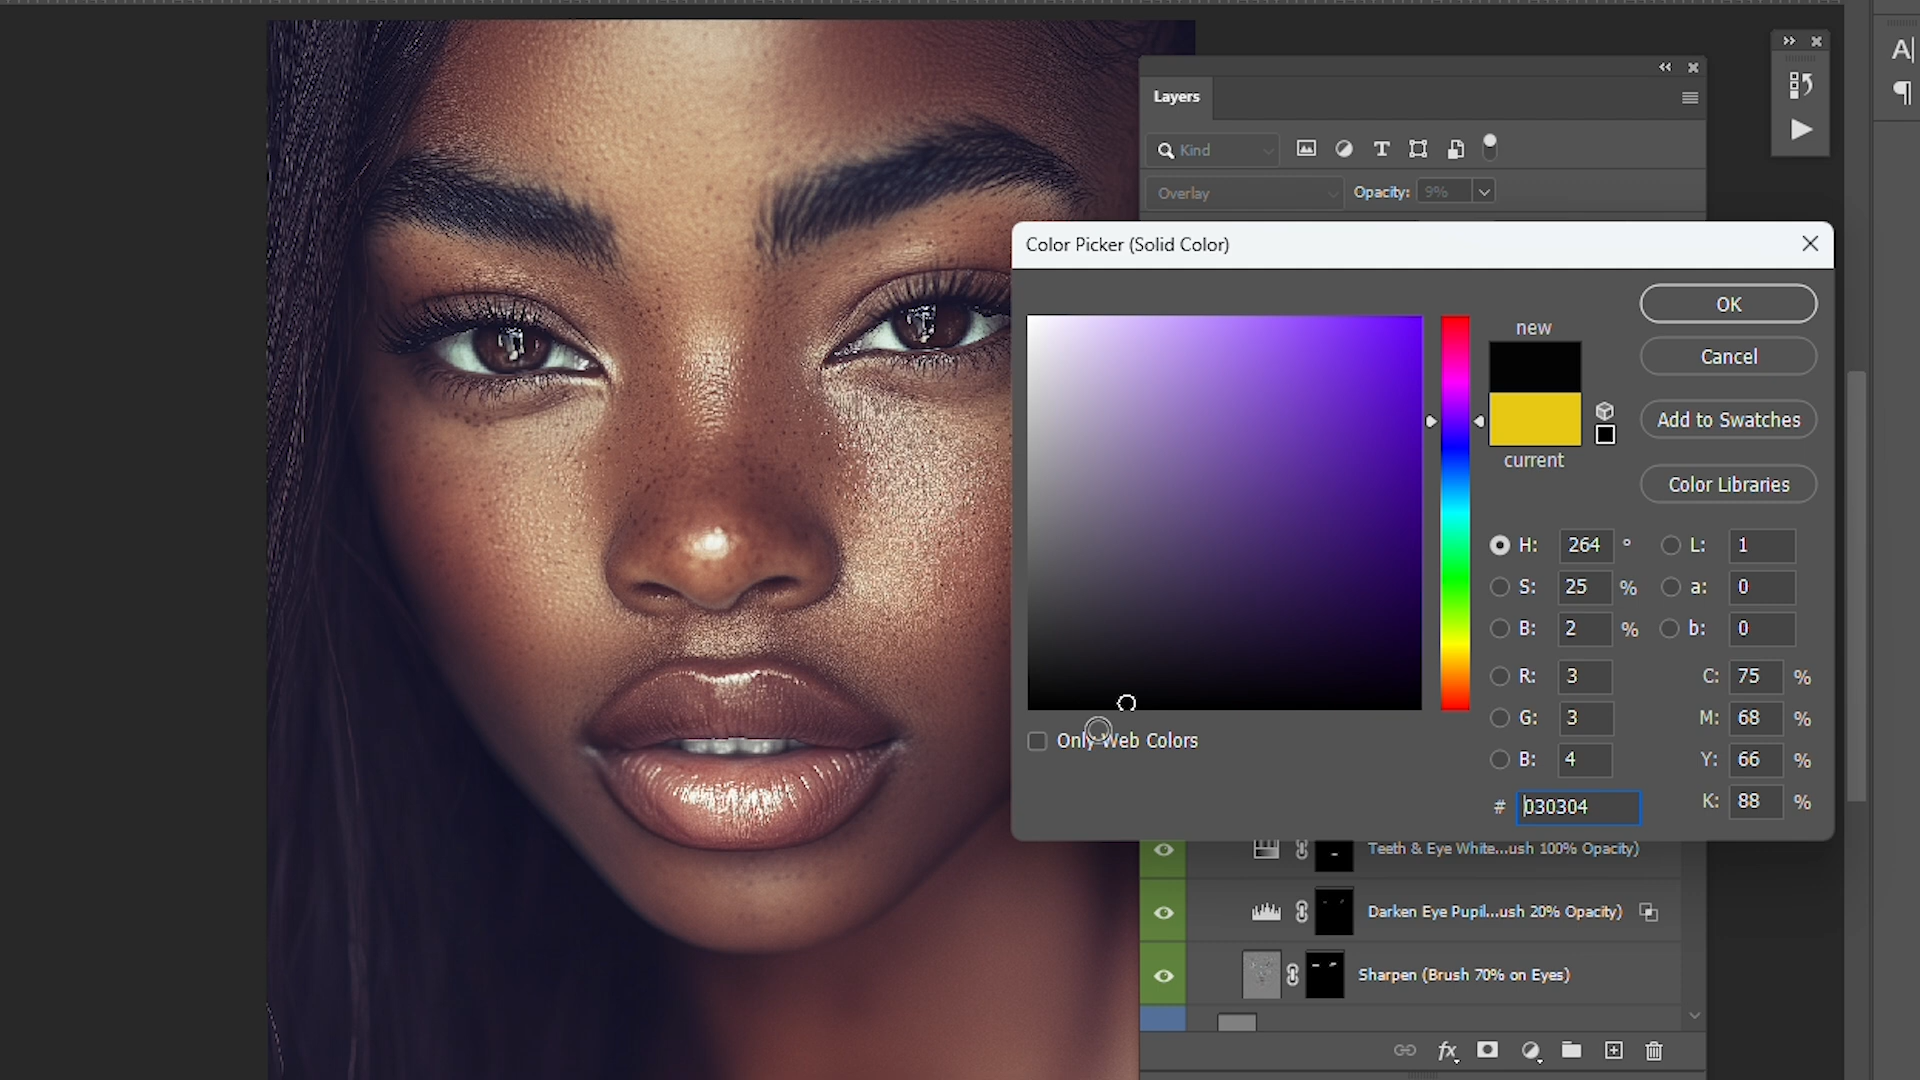 A|
Layers
Kind
Overlay
Opacity: 9%
Color Picker (Solid Color)
new
current
OK
Cancel
Add to Swatches
Color Libraries
H: 264 °
S: 25 %
B: 2 %
R: 3
G: 3
B: 4
# 030304
L: 1
a: 0
b: 0
C: 75 %
M: 68 %
Y: 66 %
K: 88 %
Only Web Colors
Teeth & Eye White...ush 100% Opacity)
Darken Eye Pupil...ush 20% Opacity)
Sharpen (Brush 70% on Eyes)
fx